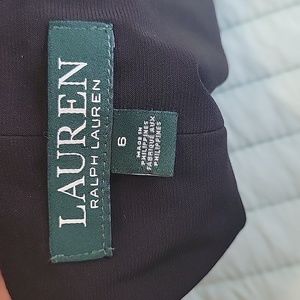 LAUREN
RALPH LAUREN
6
MADE IN
PHILIPPINES
FABRIQUÉ AUX
PHILIPPINES